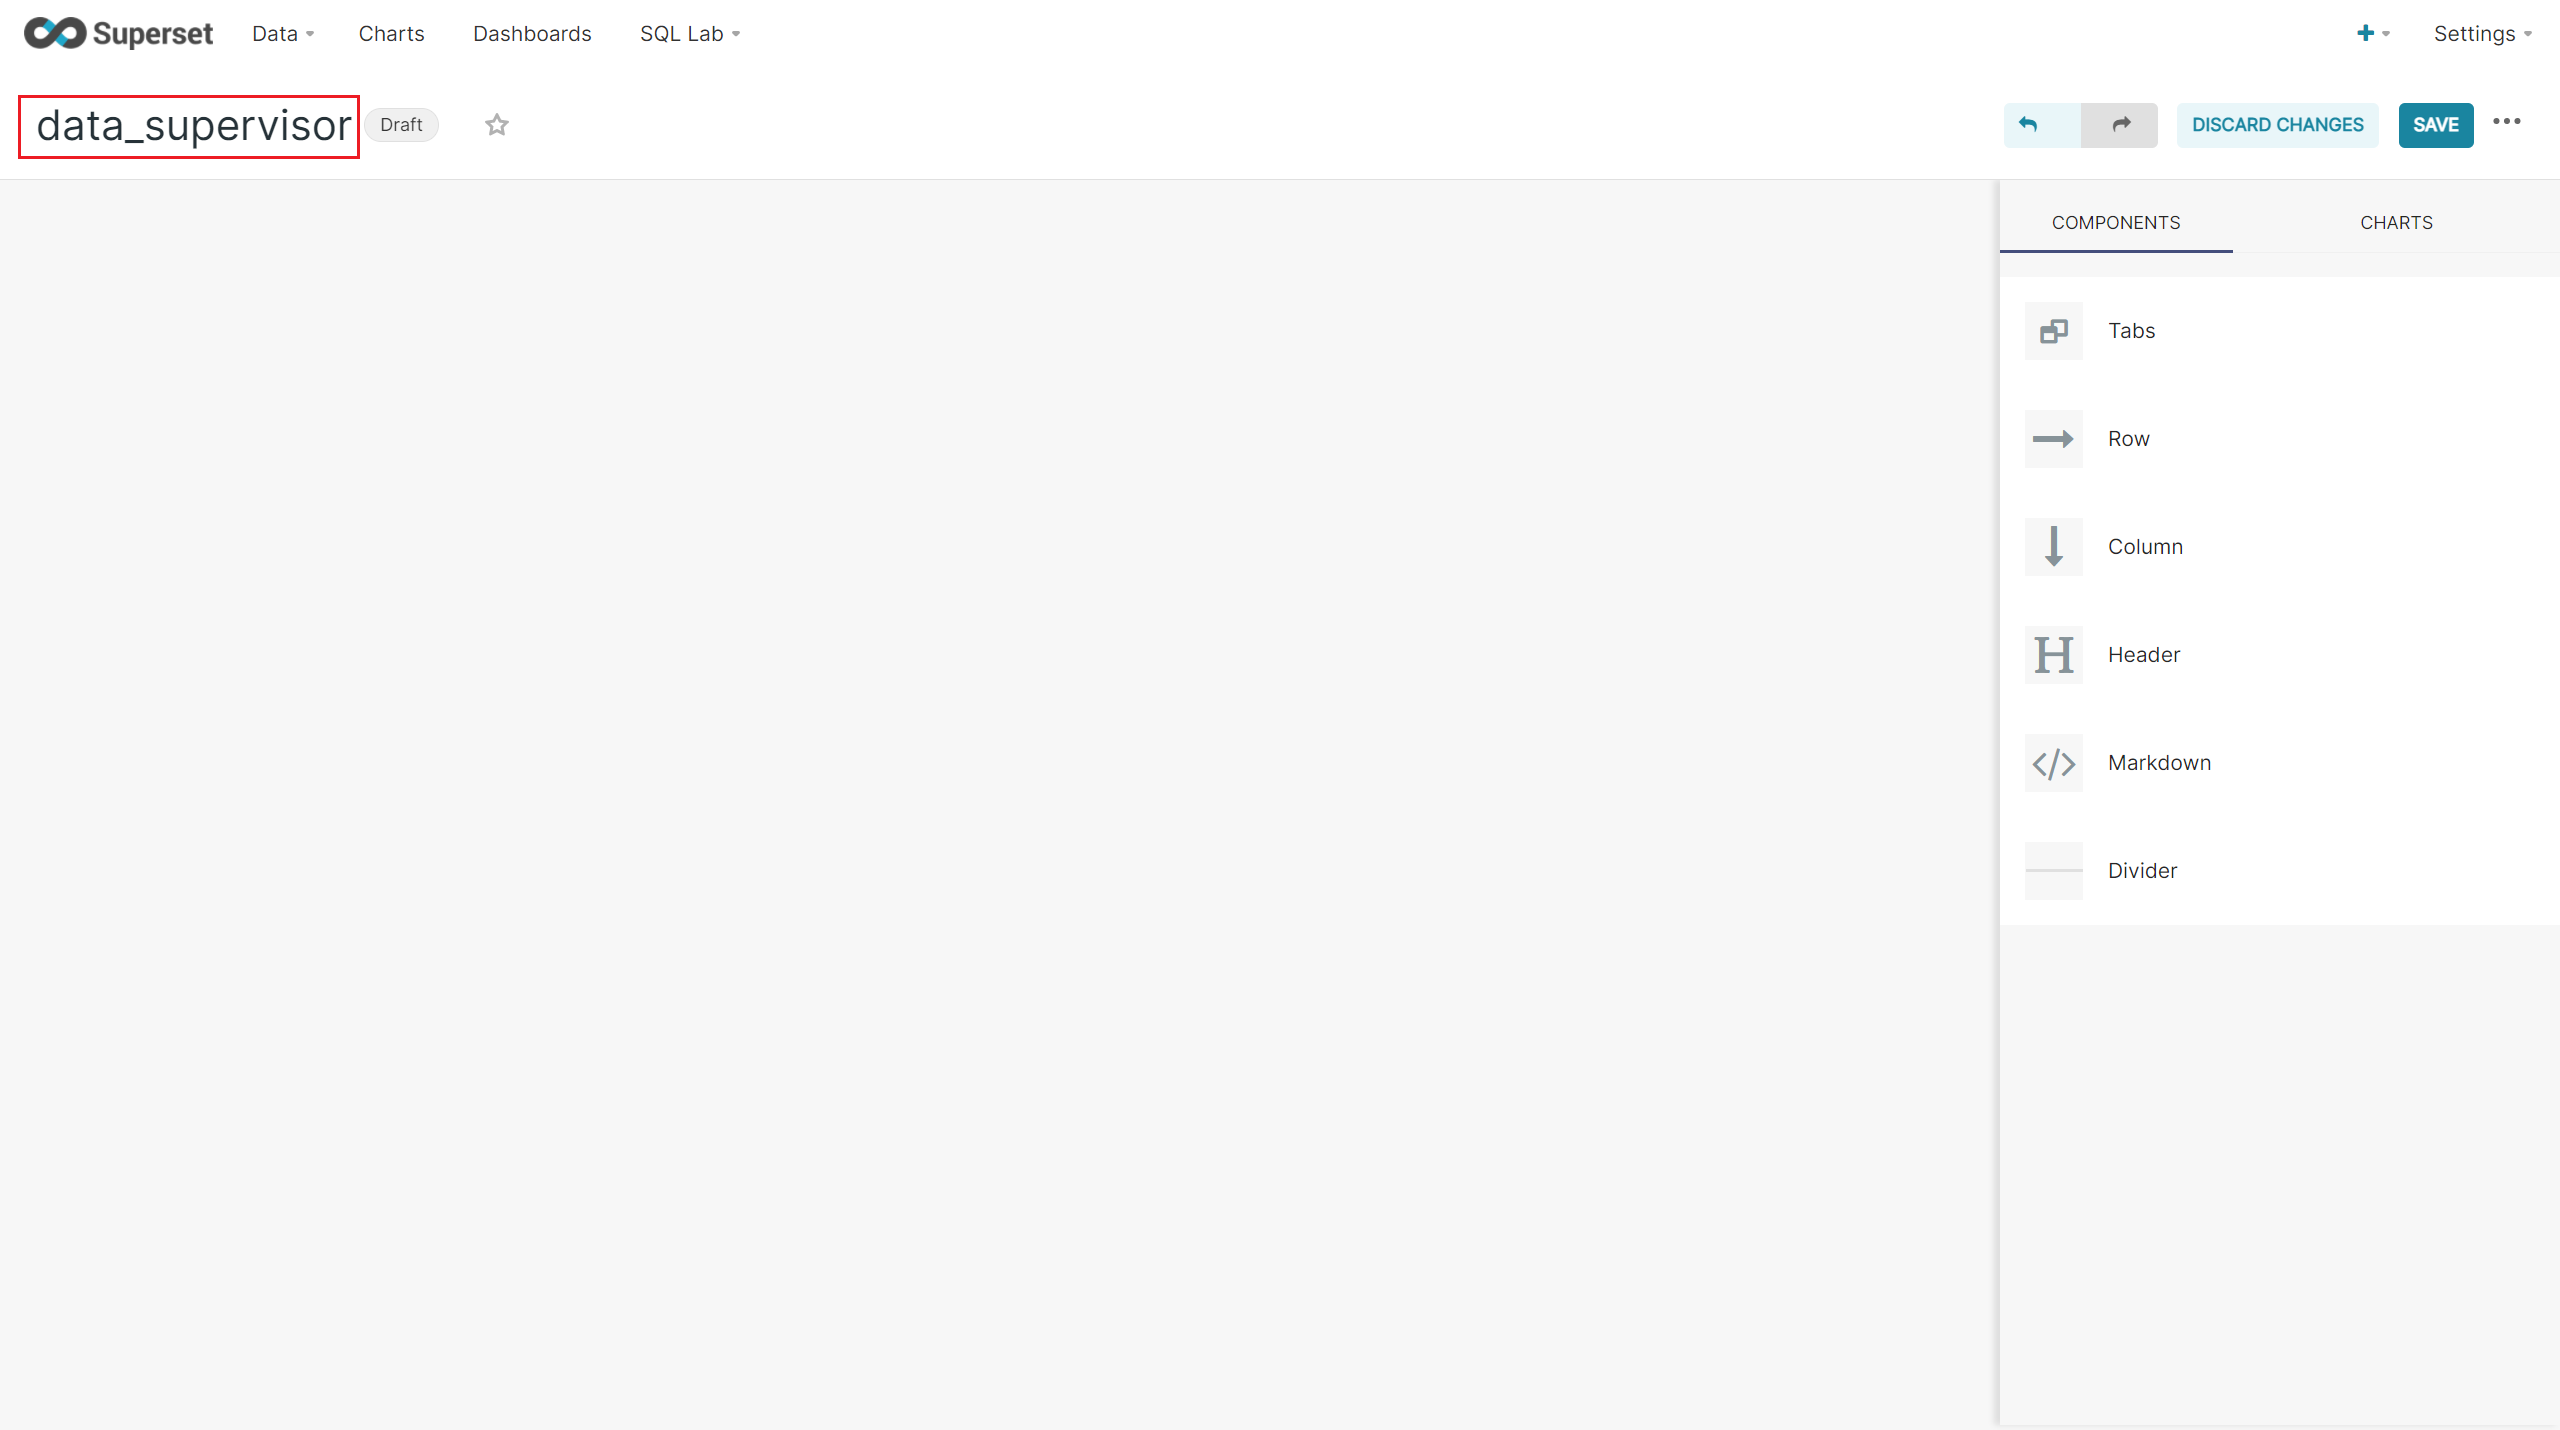 Superset Data Charts Dashboards SQL Lab Settings
data_supervisor Draft DISCARD CHANGES SAVE
COMPONENTS CHARTS
Tabs
Row
Column
H Header
Markdown
Divider